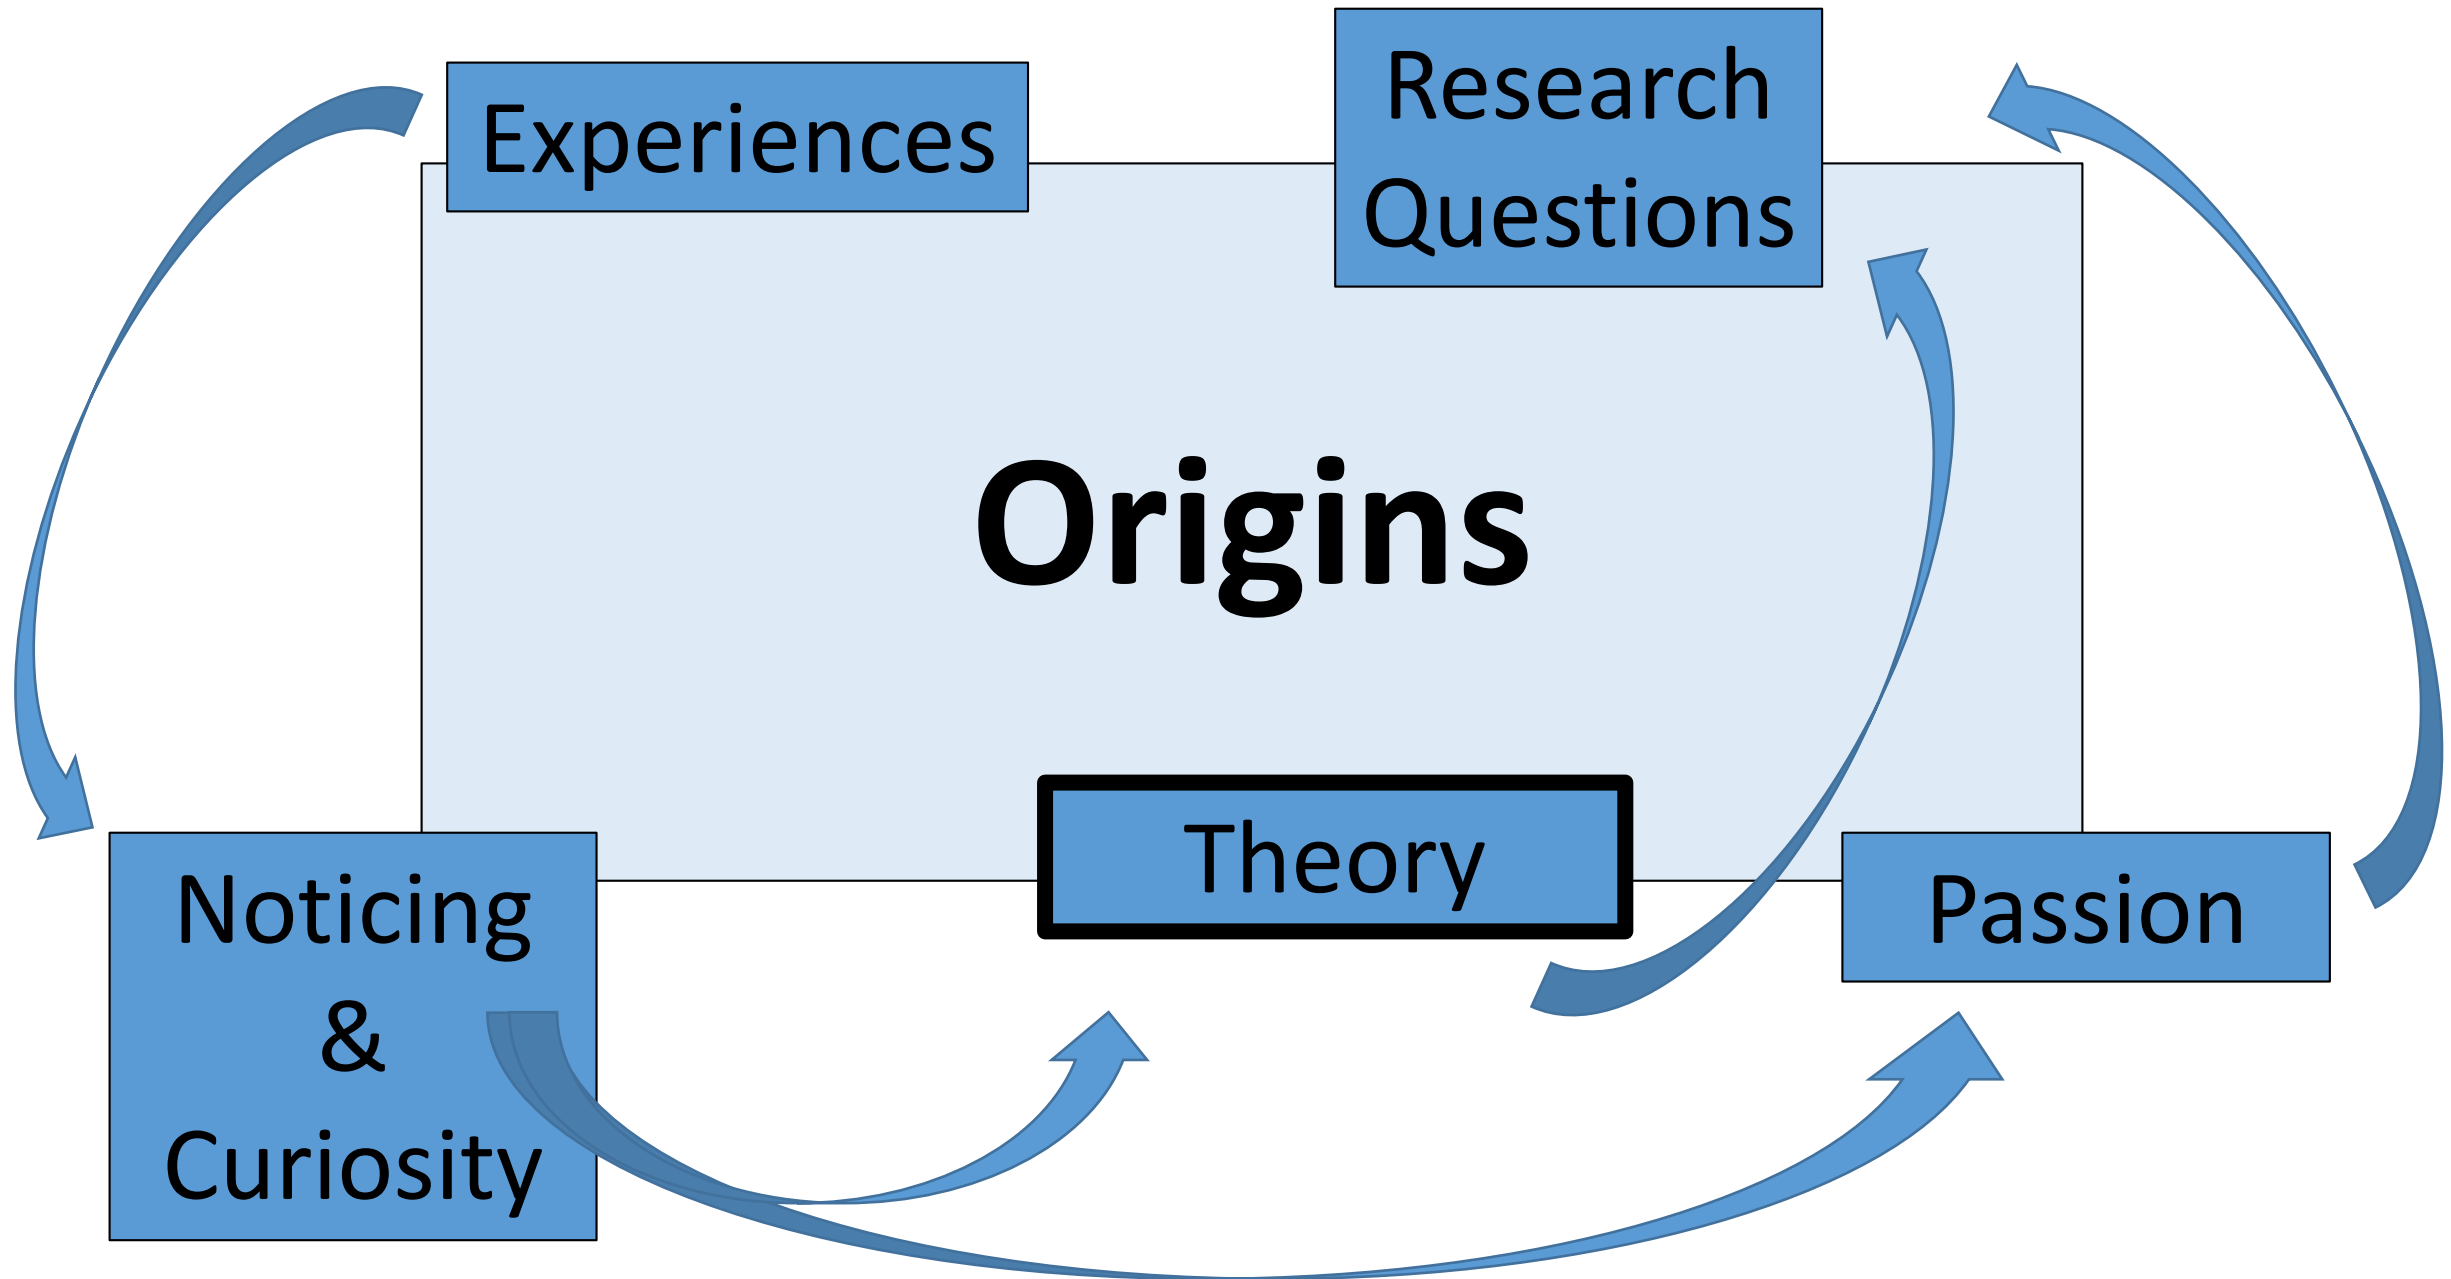 Experiences
Research
Questions
Origins
Theory
Noticing
&
Curiosity
Passion